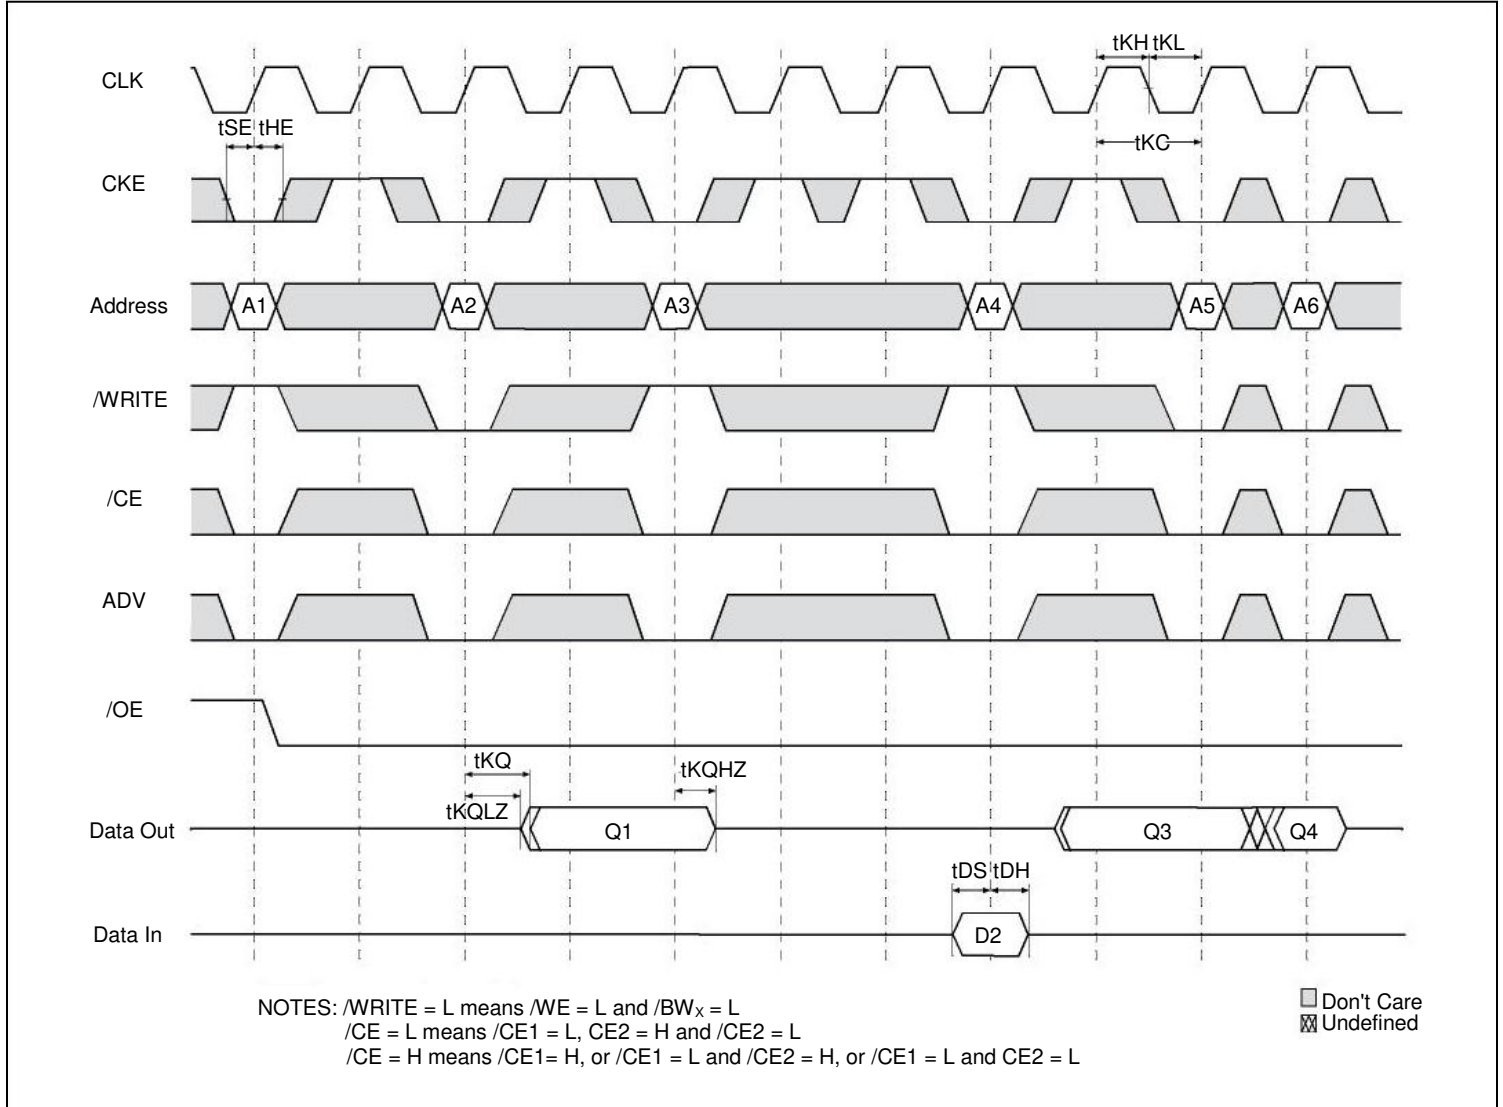 tKH tKL
CLK
tSE tHE
tKC
CKE
Address A1 A2 A3 A4 A5 A6
/WRITE
/CE
ADV
/OE
tKQ
tKQHZ
tKQLZ
Data Out Q1 Q3 Q4
tDS tDH
Data In D2
NOTES: /WRITE = L means /WE = L and /BWX = L
/CE = L means /CE1 = L, CE2 = H and /CE2 = L
/CE = H means /CE1= H, or /CE1 = L and /CE2 = H, or /CE1 = L and CE2 = L
Don't Care
Undefined